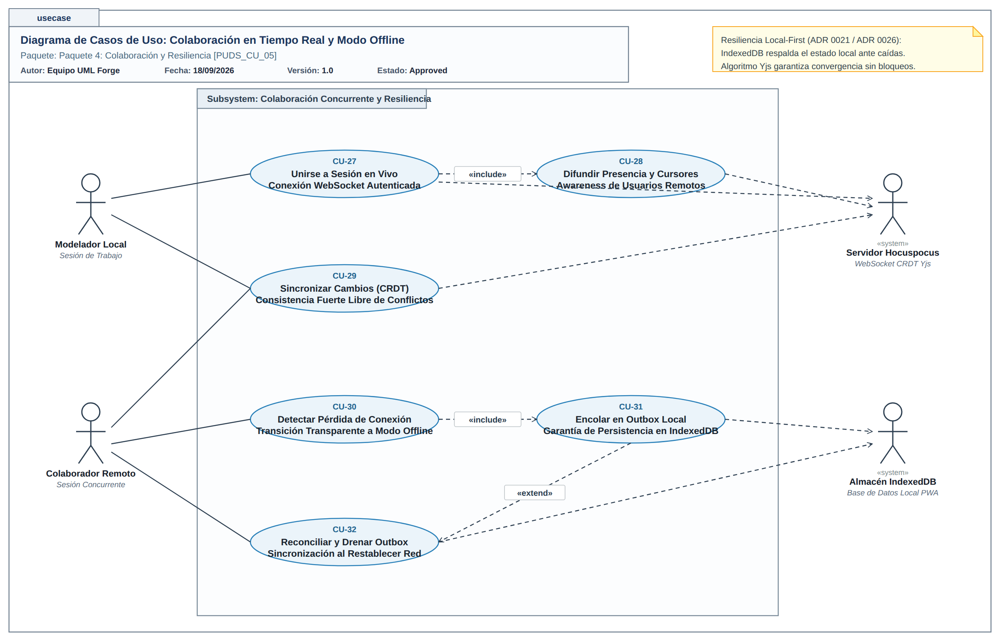 usecase
Diagrama de Casos de Uso: Colaboración en Tiempo Real y Modo Offline
Paquete: Paquete 4: Colaboración y Resiliencia [PUDS_CU_05]
Autor: Equipo UML Forge Fecha: 18/09/2026 Versión: 1.0 Estado: Approved
Resiliencia Local-First (ADR 0021 / ADR 0026):
IndexedDB respalda el estado local ante caídas.
Algoritmo Yjs garantiza convergencia sin bloqueos.
Subsystem: Colaboración Concurrente y Resiliencia
CU-27
Unirse a Sesión en Vivo
Conexión WebSocket Autenticada
«include»
CU-28
Difundir Presencia y Cursores
Awareness de Usuarios Remotos
Modelador Local
Sesión de Trabajo
«system»
Servidor Hocuspocus
WebSocket CRDT Yjs
CU-29
Sincronizar Cambios (CRDT)
Consistencia Fuerte Libre de Conflictos
CU-30
Detectar Pérdida de Conexión
Transición Transparente a Modo Offline
«include»
CU-31
Encolar en Outbox Local
Garantía de Persistencia en IndexedDB
Colaborador Remoto
Sesión Concurrente
«system»
Almacén IndexedDB
Base de Datos Local PWA
«extend»
CU-32
Reconciliar y Drenar Outbox
Sincronización al Restablecer Red